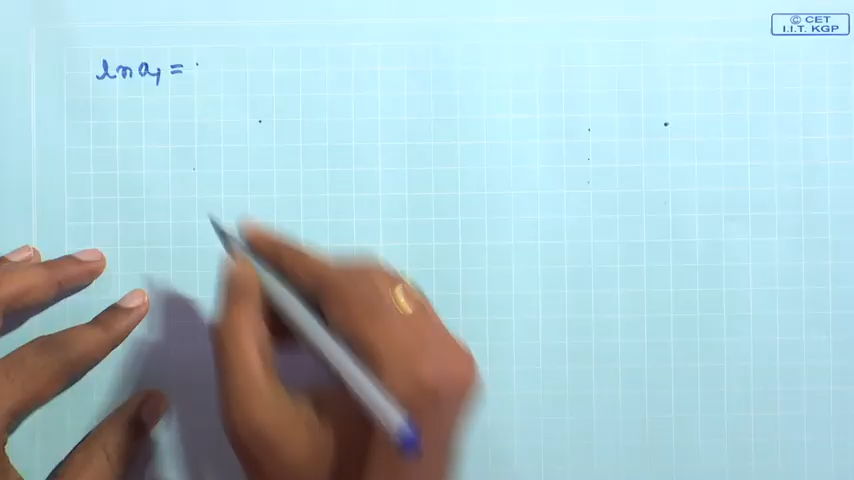 © CET
I.I.T. KGP
ln a₁ =